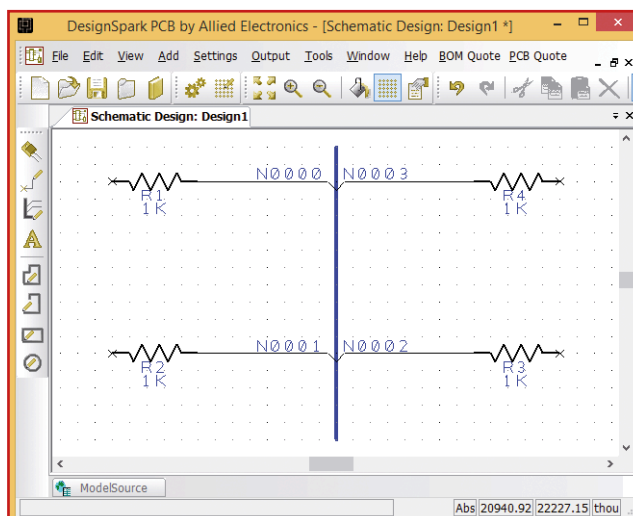 DesignSpark PCB by Allied Electronics - [Schematic Design: Design1 *]
File Edit View Add Settings Output Tools Window Help BOM Quote PCB Quote
Schematic Design: Design1
N0000 N0003
R1 R4
1K 1K
N0001 N0002
R2 R3
1K 1K
ModelSource
Abs 20940.92 22227.15 thou